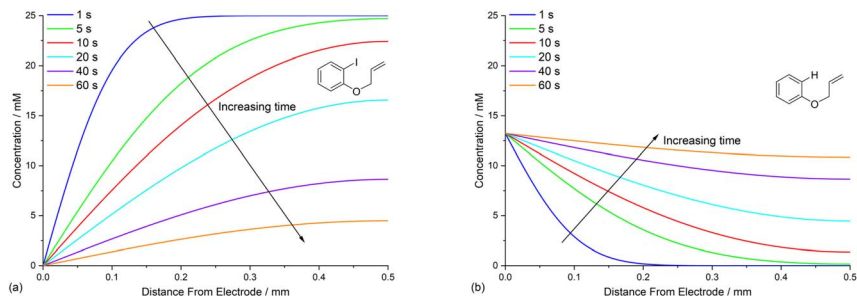 1 s
5 s
10 s
20 s
40 s
60 s
Increasing time
I
O
Concentration / mM
0
5
10
15
20
25
0.0
0.1
0.2
0.3
0.4
0.5
(a)
Distance From Electrode / mm
1 s
5 s
10 s
20 s
40 s
60 s
Increasing time
H
O
Concentration / mM
0
5
10
15
20
25
0.0
0.1
0.2
0.3
0.4
0.5
(b)
Distance From Electrode / mm